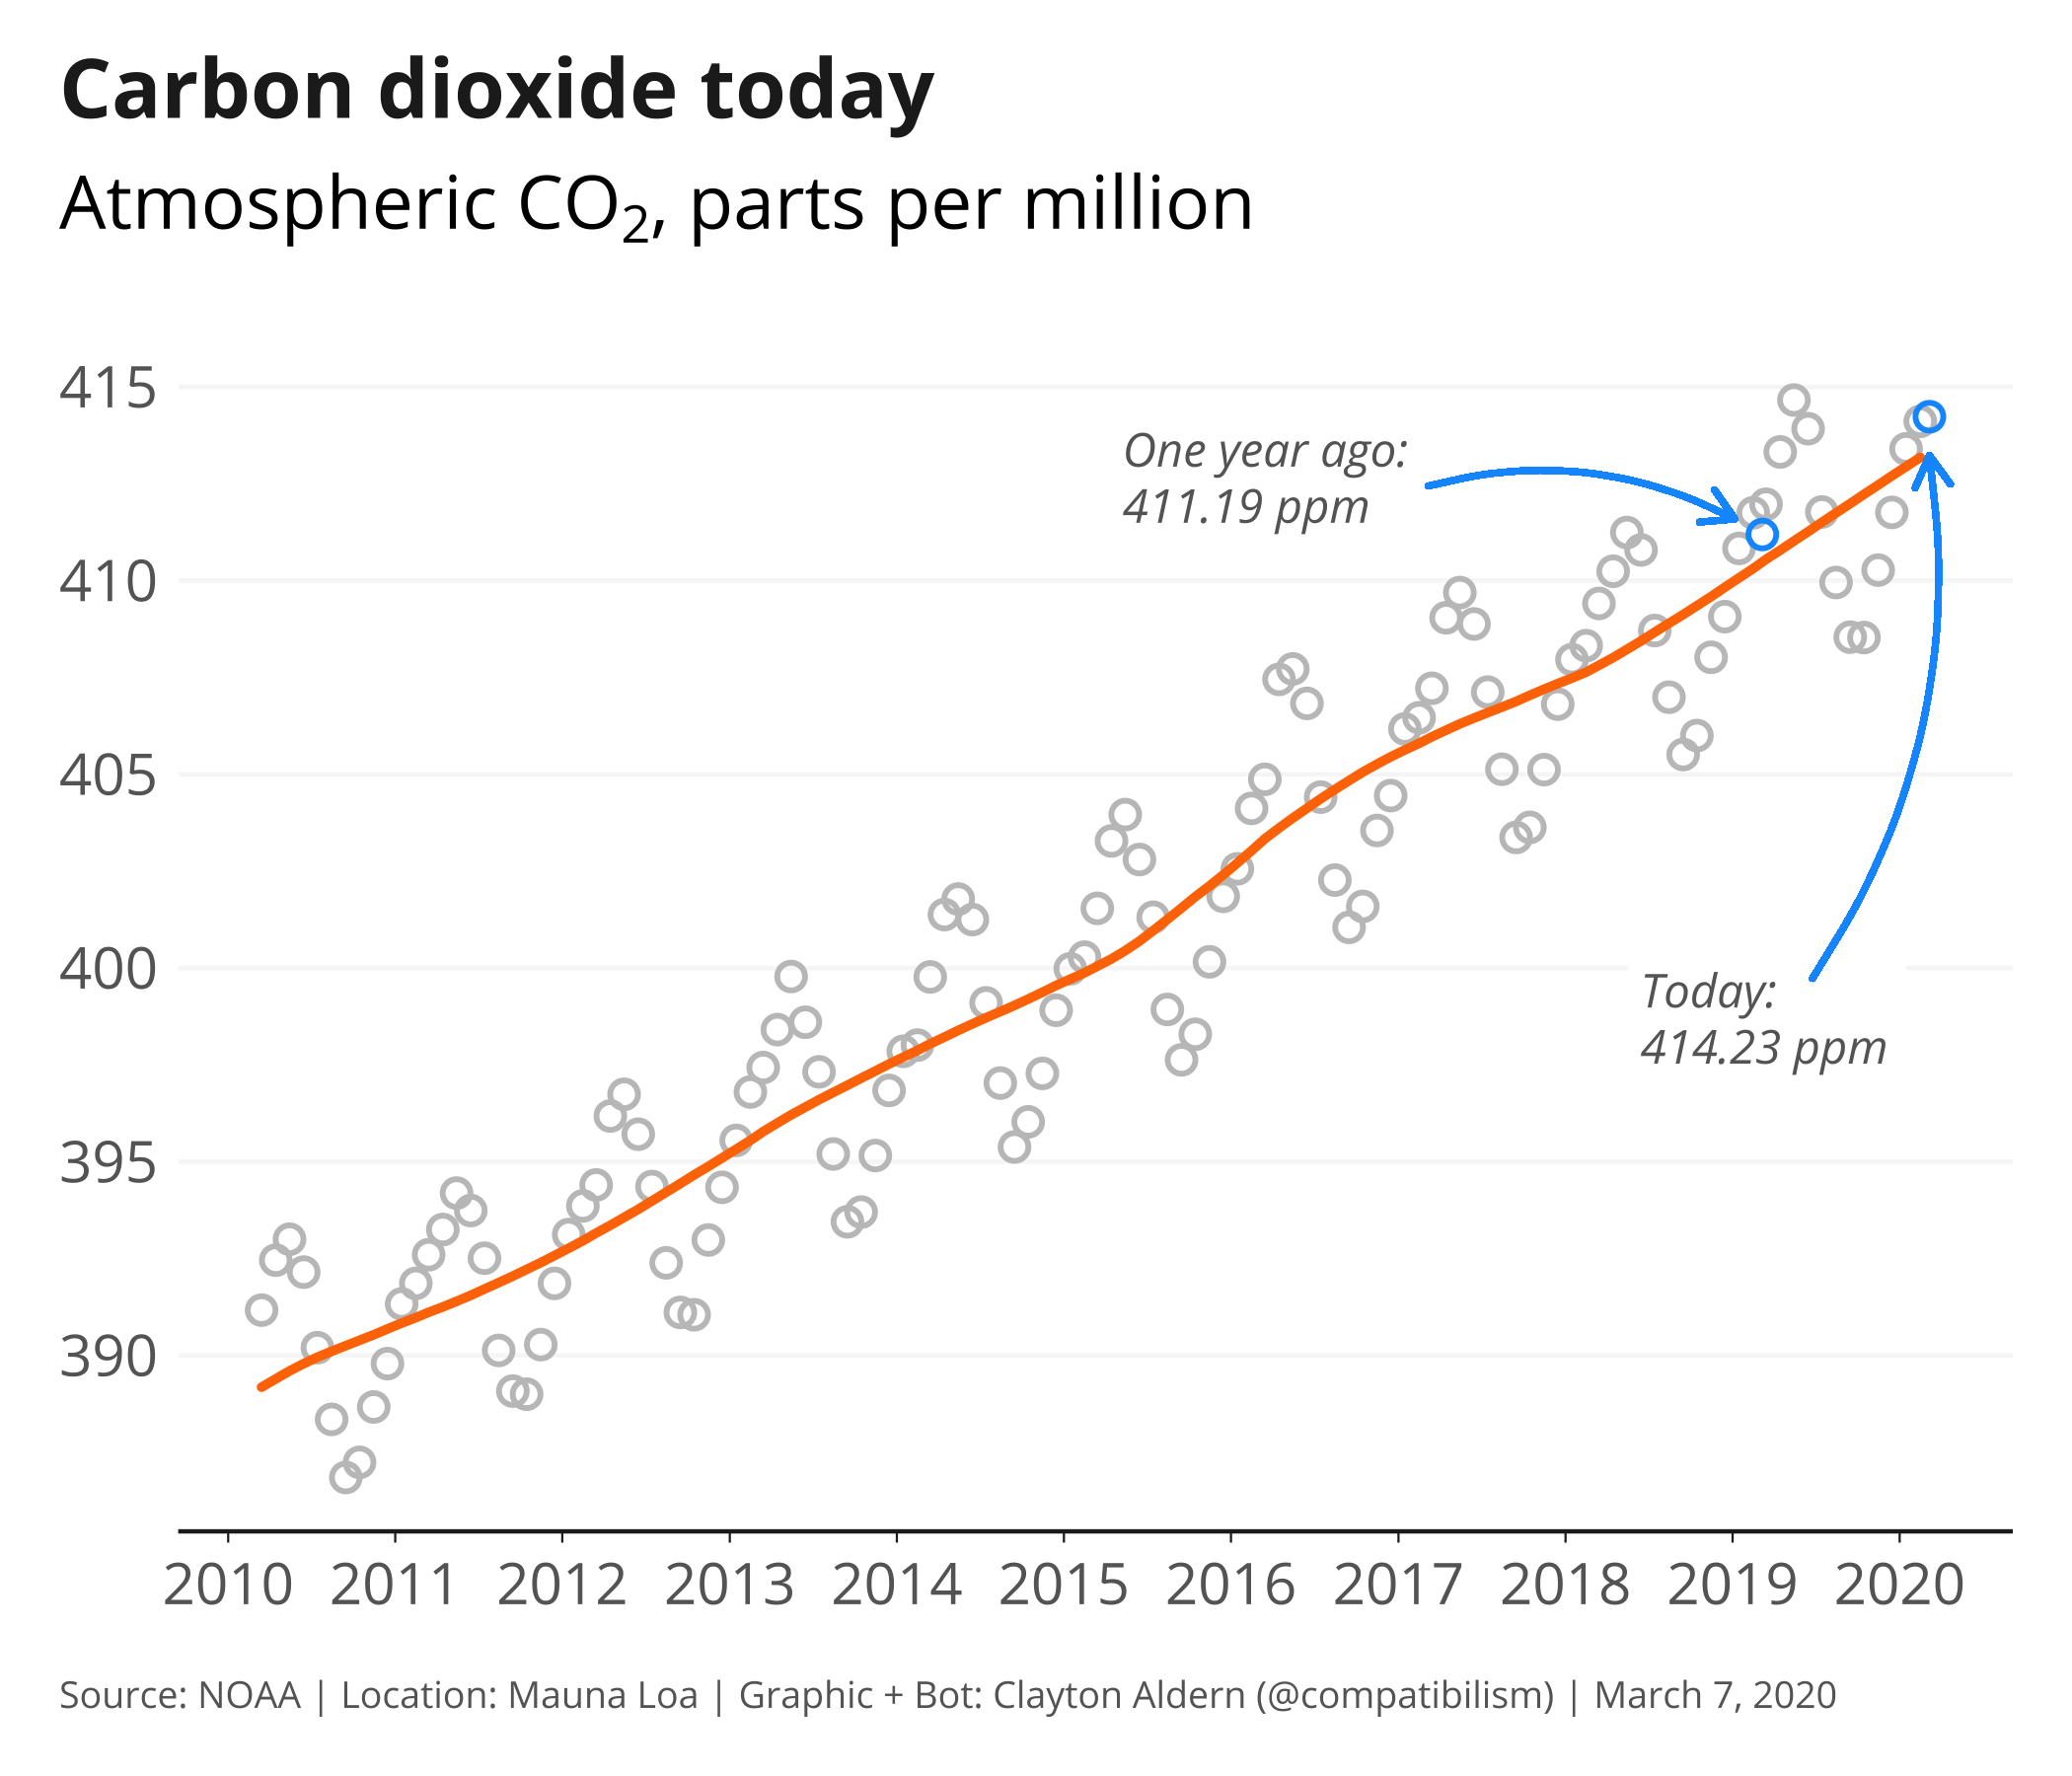 Carbon dioxide today
Atmospheric CO₂, parts per million
415
410
405
400
395
390
One year ago:
411.19 ppm
Today:
414.23 ppm
2010 2011 2012 2013 2014 2015 2016 2017 2018 2019 2020
Source: NOAA | Location: Mauna Loa | Graphic + Bot: Clayton Aldern (@compatibilism) | March 7, 2020